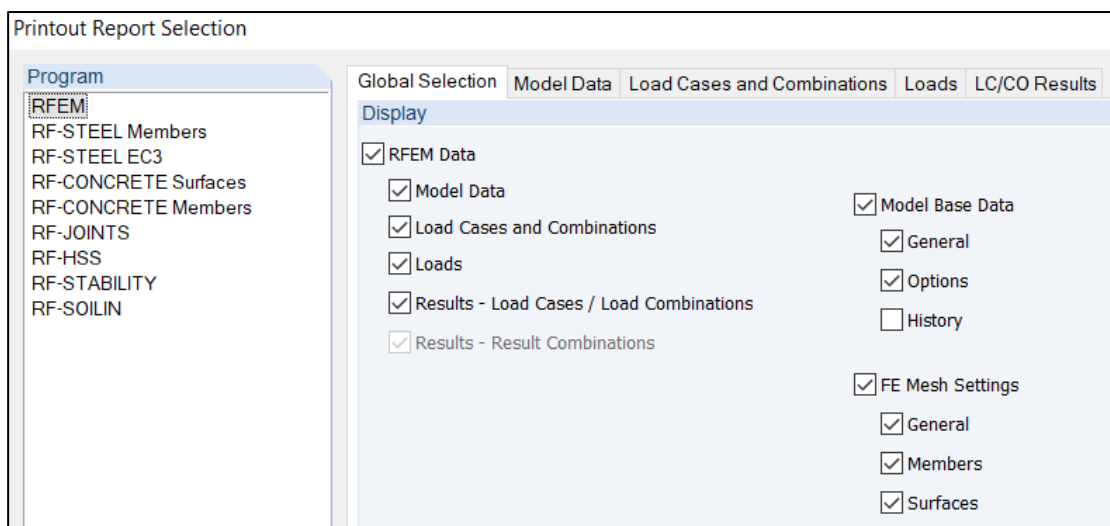 Printout Report Selection
Program
RFEM
RF-STEEL Members
RF-STEEL EC3
RF-CONCRETE Surfaces
RF-CONCRETE Members
RF-JOINTS
RF-HSS
RF-STABILITY
RF-SOILIN
Global Selection Model Data Load Cases and Combinations Loads LC/CO Results
Display
RFEM Data
Model Data
Load Cases and Combinations
Loads
Results - Load Cases / Load Combinations
Results - Result Combinations
Model Base Data
General
Options
History
FE Mesh Settings
General
Members
Surfaces